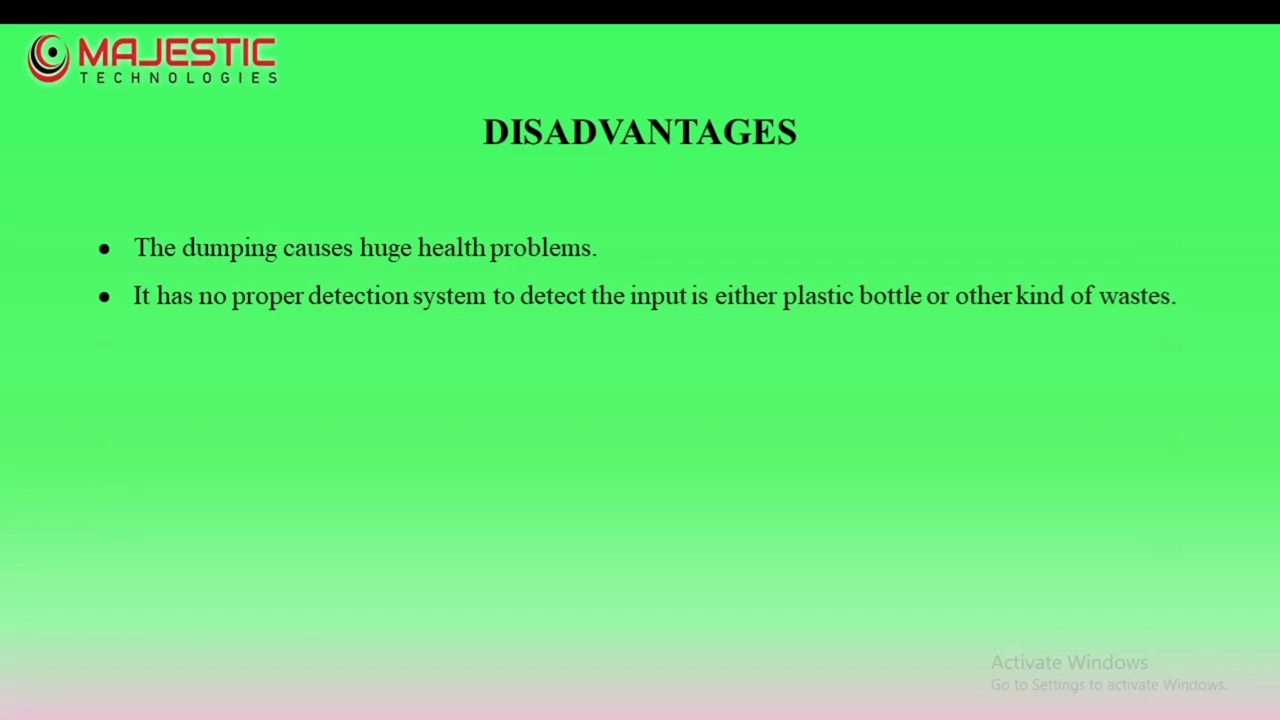 MAJESTIC
TECHNOLOGIES
DISADVANTAGES
● The dumping causes huge health problems.
● It has no proper detection system to detect the input is either plastic bottle or other kind of wastes.
Activate Windows
Go to Settings to activate Windows.